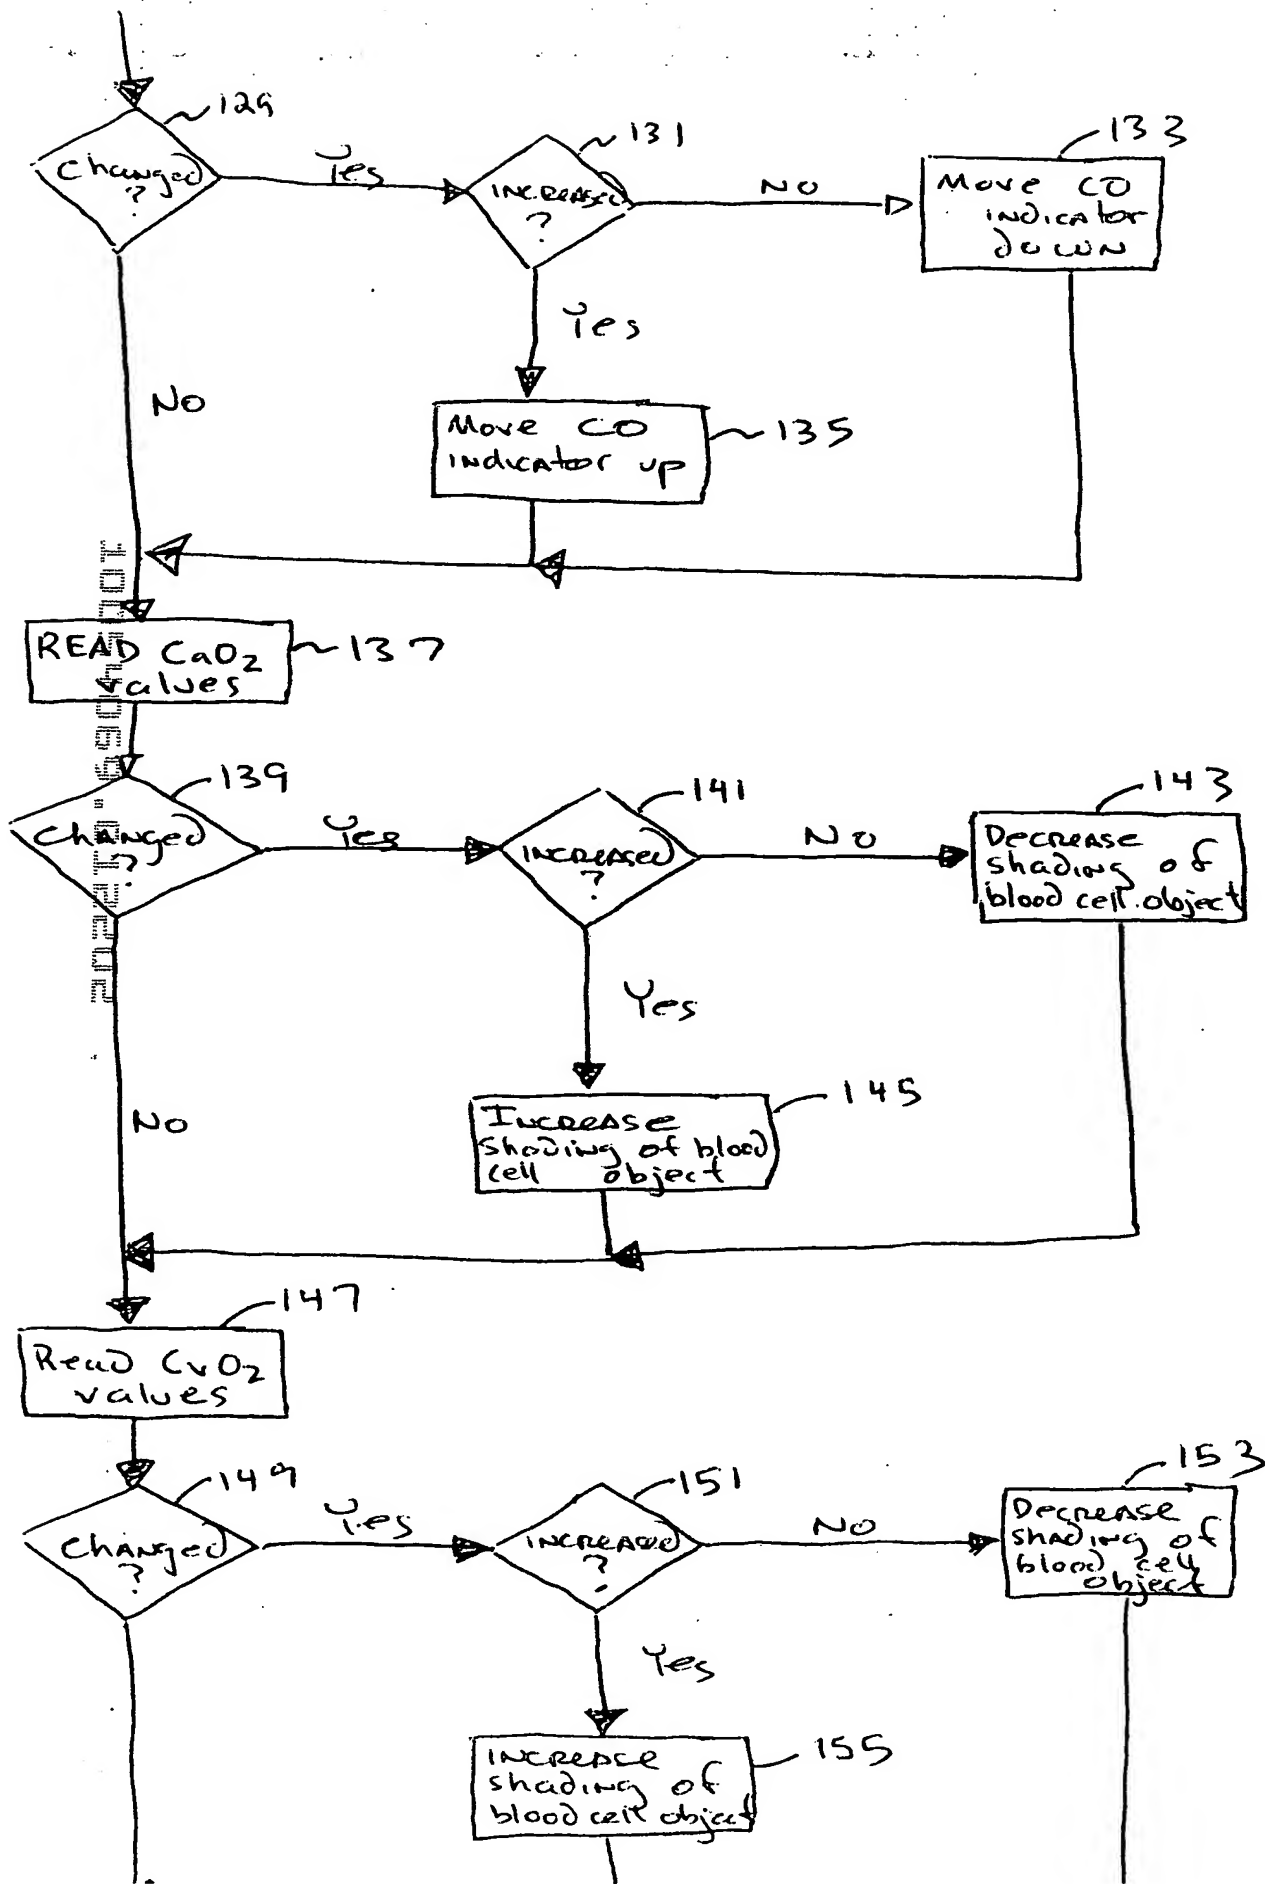 129
Changed
?
Yes
131
INCREASED
?
NO
133
Move CO
indicator
down
Yes
NO
Move CO
indicator up
135
READ CaO2
values
137
139
Changed
?
Yes
141
INCREASED
?
NO
143
Decrease
shading of
blood cell object
Yes
NO
Increase
shading of blood
cell object
145
147
Read CvO2
values
149
Changed
?
Yes
151
INCREASED
?
NO
153
Decrease
shading of
blood cell
object
Yes
INCREASE
shading of
blood cell object
155